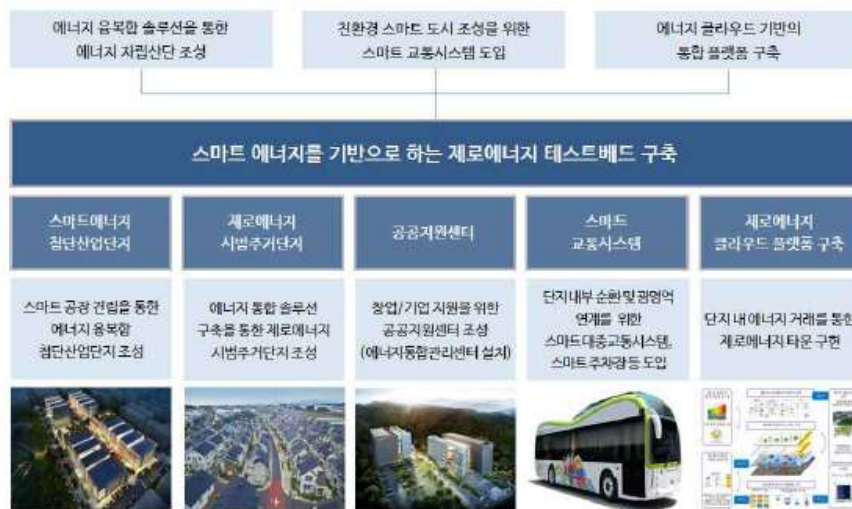 에너지 융복합 솔루션을 통한
에너지 자립산단 조성
친환경 스마트 도시 조성을 위한
스마트 교통시스템 도입
에너지 클라우드 기반의
통합 플랫폼 구축
스마트 에너지를 기반으로 하는 제로에너지 테스트베드 구축
스마트에너지
첨단산업단지
제로에너지
시범주거단지
공공지원센터
스마트
교통시스템
제로에너지
클라우드 플랫폼 구축
스마트 공장 건립을 통한
에너지 융복합
첨단산업단지 조성
에너지 통합 솔루션
구축을 통한 제로에너지
시범주거단지 조성
창업/기업 지원을 위한
공공지원센터 조성
(에너지통합관리센터 설치)
단지 내부 순환 및 광명역
연계를 위한
스마트대중교통시스템,
스마트 주차장 등 도입
단지 내 에너지 거래를 통한
제로에너지 타운 구현